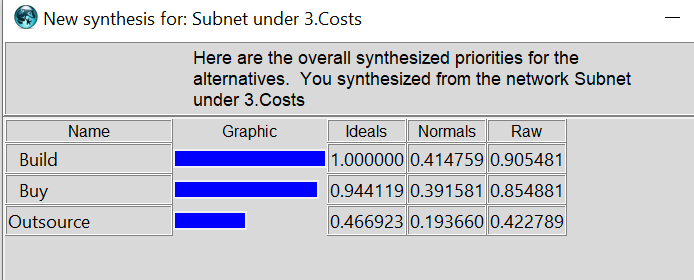 New synthesis for: Subnet under 3.Costs
Here are the overall synthesized priorities for the
alternatives.  You synthesized from the network Subnet
under 3.Costs
Name Graphic Ideals Normals Raw
Build 1.000000 0.414759 0.905481
Buy 0.944119 0.391581 0.854881
Outsource 0.466923 0.193660 0.422789